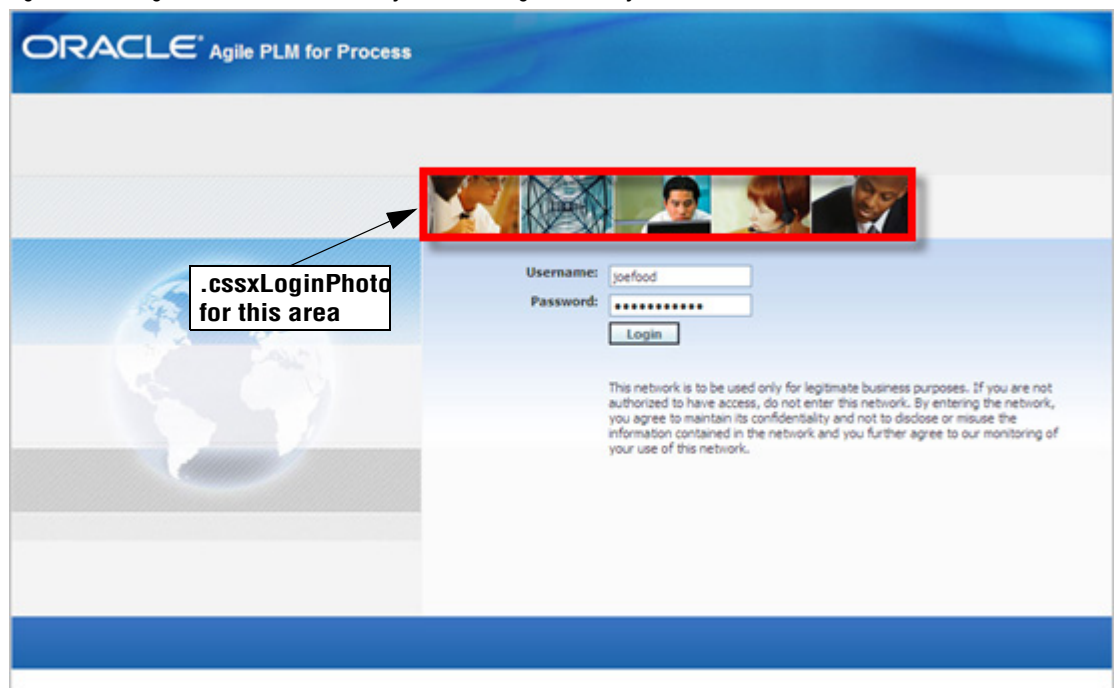 ORACLE® Agile PLM for Process
.cssxLoginPhoto
for this area
Username: joefood
Password: •••••••••••
Login
This network is to be used only for legitimate business purposes. If you are not
authorized to have access, do not enter this network. By entering the network,
you agree to maintain its confidentiality and not to disclose or misuse the
information contained in the network and you further agree to our monitoring of
your use of this network.